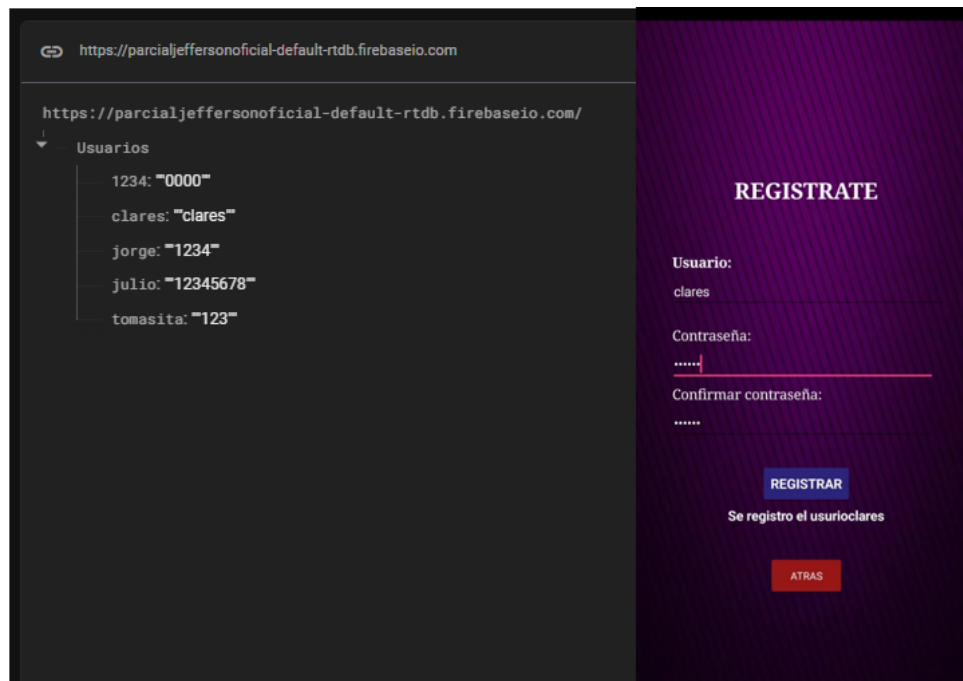 https://parcialjeffersonoficial-default-rtdb.firebaseio.com
https://parcialjeffersonoficial-default-rtdb.firebaseio.com/
Usuarios
1234: ""0000""
clares: ""clares""
jorge: ""1234""
julio: ""12345678""
tomasita: ""123""
REGISTRATE
Usuario:
clares
Contraseña:
••••••
Confirmar contraseña:
••••••
REGISTRAR
Se registro el usurioclares
ATRAS